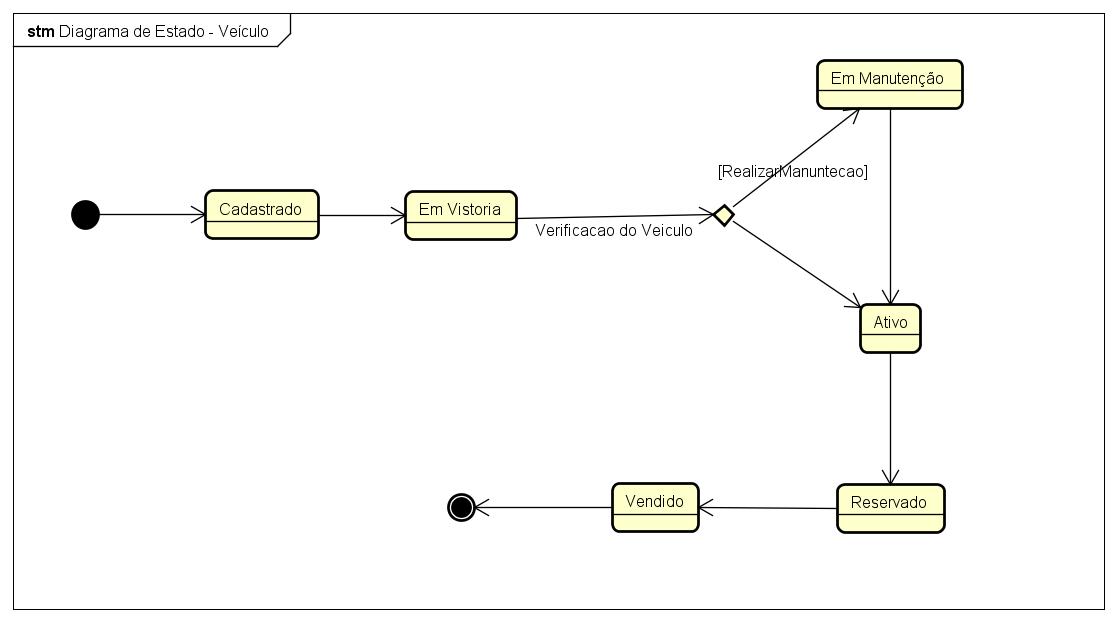 stm Diagrama de Estado - Veículo
Em Manutenção
[RealizarManuntecao]
Cadastrado
Em Vistoria
Verificacao do Veiculo
Ativo
Vendido
Reservado